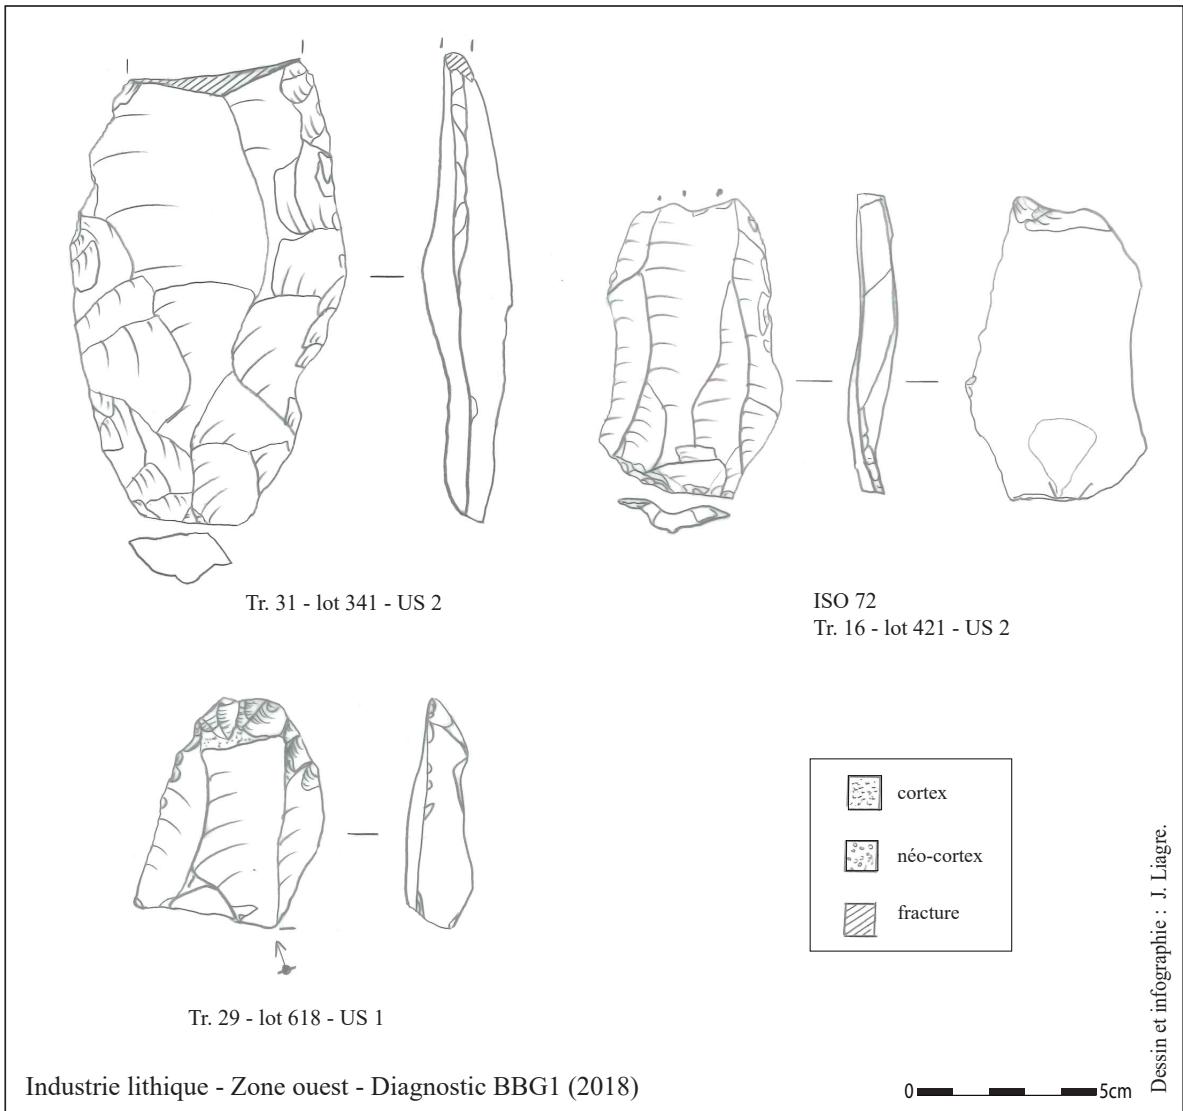 Tr. 31 - lot 341 - US 2
ISO 72
Tr. 16 - lot 421 - US 2
Tr. 29 - lot 618 - US 1
cortex
néo-cortex
fracture
Dessin et infographie : J. Liagre.
Industrie lithique - Zone ouest - Diagnostic BBG1 (2018)
0 5cm